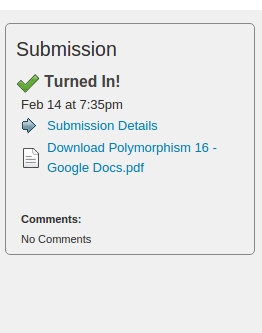 Submission
Turned In!
Feb 14 at 7:35pm
Submission Details
Download Polymorphism 16 -
Google Docs.pdf
Comments:
No Comments